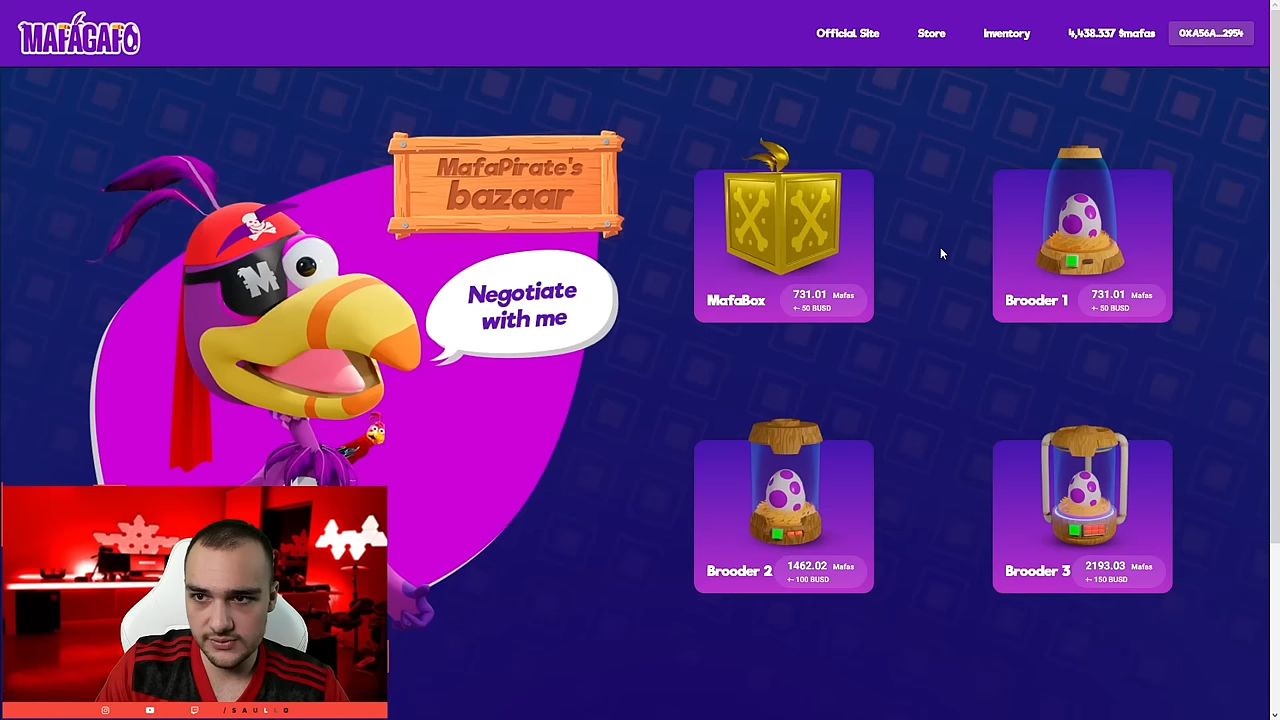 MAFAGAFO
Official Site
Store
Inventory
4,438.337 $mafas
0XA56A...2954
MafaPirate's
bazaar
M
Negotiate
with me
MafaBox
731.01 Mafas
+- 50 BUSD
Brooder 1
731.01 Mafas
+- 50 BUSD
Brooder 2
1462.02 Mafas
+- 100 BUSD
Brooder 3
2193.03 Mafas
+- 150 BUSD
/SAULLO